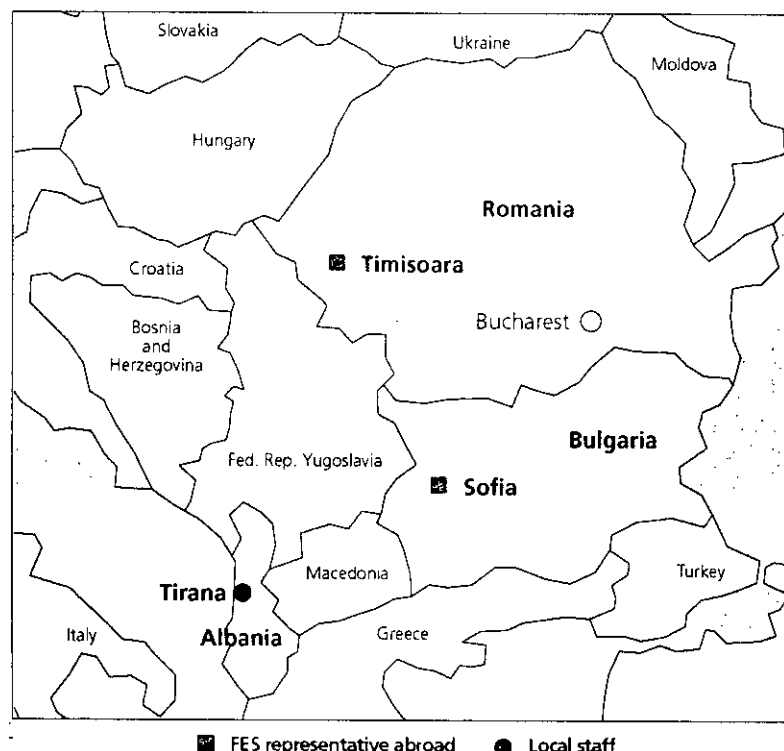 Slovakia
Ukraine
Moldova
Hungary
Romania
Timisoara
Croatia
Bucharest
Bosnia
and
Herzegovina
Bulgaria
Fed. Rep. Yugoslavia
Sofia
Macedonia
Turkey
Tirana
Albania
Italy
Greece
FES representative abroad
Local staff